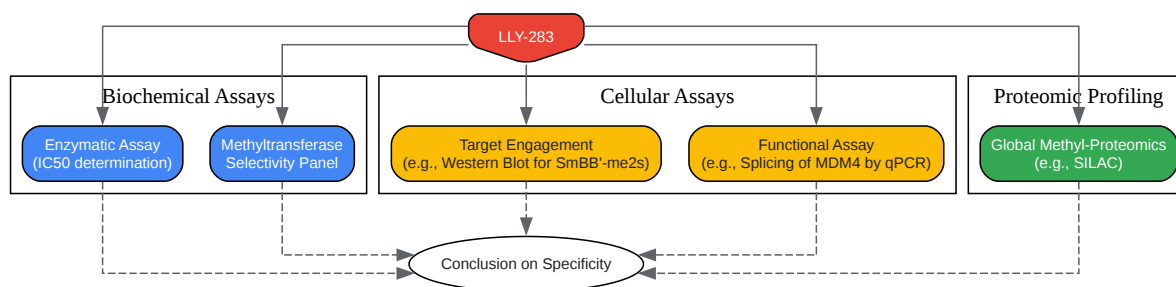 LLY-283
Biochemical Assays
Cellular Assays
Proteomic Profiling
Enzymatic Assay
(IC50 determination)
Methyltransferase
Selectivity Panel
Target Engagement
(e.g., Western Blot for SmBB'-me2s)
Functional Assay
(e.g., Splicing of MDM4 by qPCR)
Global Methyl-Proteomics
(e.g., SILAC)
Conclusion on Specificity